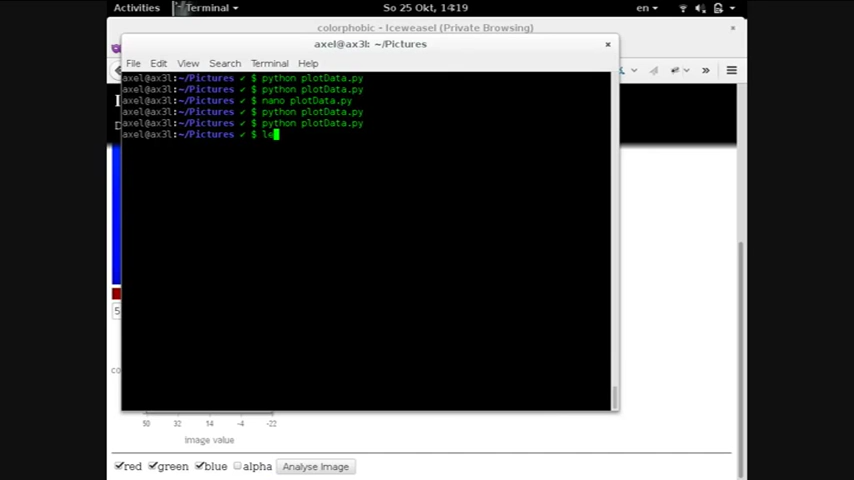 Activities Terminal So 25 Okt, 14:19 en
colorphobic - Iceweasel (Private Browsing)
axel@ax3l: ~/Pictures
File Edit View Search Terminal Help
axel@ax3l:~/Pictures ✔ $ python plotData.py
axel@ax3l:~/Pictures ✔ $ python plotData.py
axel@ax3l:~/Pictures ✔ $ nano plotData.py
axel@ax3l:~/Pictures ✔ $ python plotData.py
axel@ax3l:~/Pictures ✔ $ python plotData.py
axel@ax3l:~/Pictures ✔ $ le
5
co
50 32 14 -4 -22
image value
red green blue alpha Analyse Image